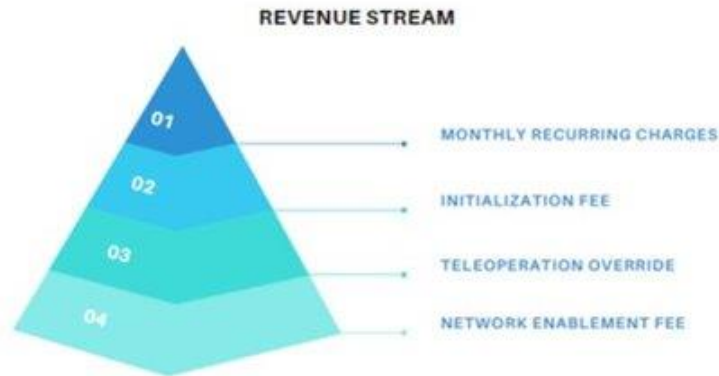 REVENUE STREAM
01
MONTHLY RECURRING CHARGES
02
INITIALIZATION FEE
03
TELEOPERATION OVERRIDE
04
NETWORK ENABLEMENT FEE